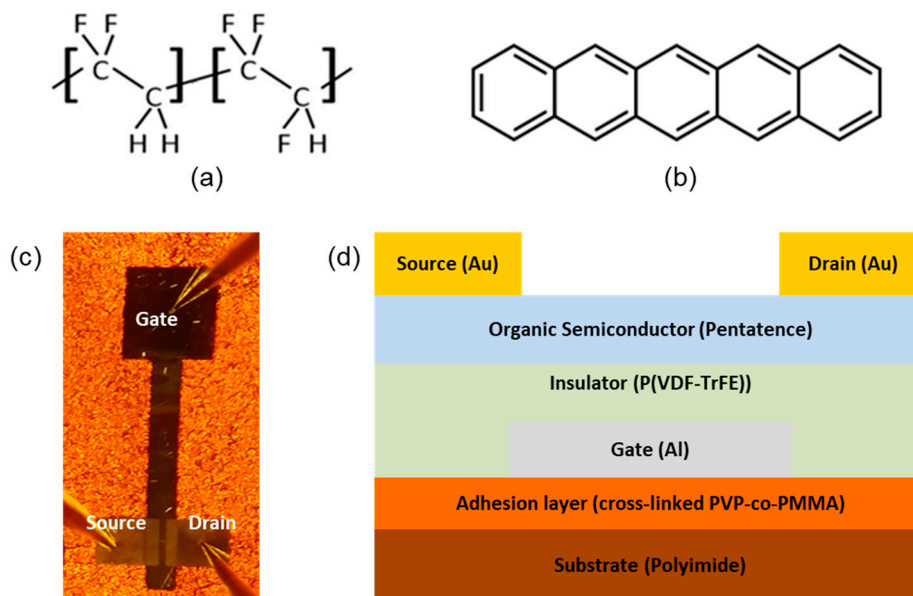 F F F F
C C
C C
H H F H
(a) (b)
(c) (d)
Gate
Source Drain
Source (Au) Drain (Au)
Organic Semiconductor (Pentatence)
Insulator (P(VDF-TrFE))
Gate (Al)
Adhesion layer (cross-linked PVP-co-PMMA)
Substrate (Polyimide)